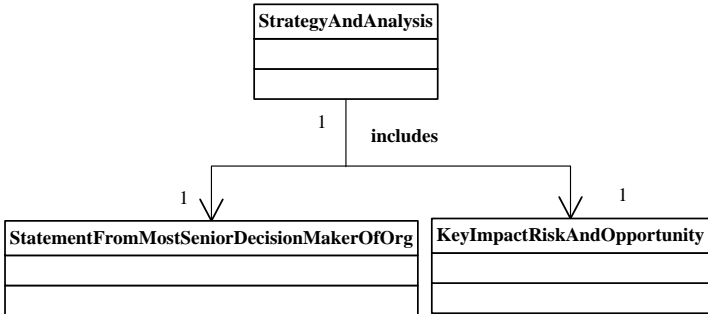 StrategyAndAnalysis
1
includes
1
1
StatementFromMostSeniorDecisionMakerOfOrg
KeyImpactRiskAndOpportunity